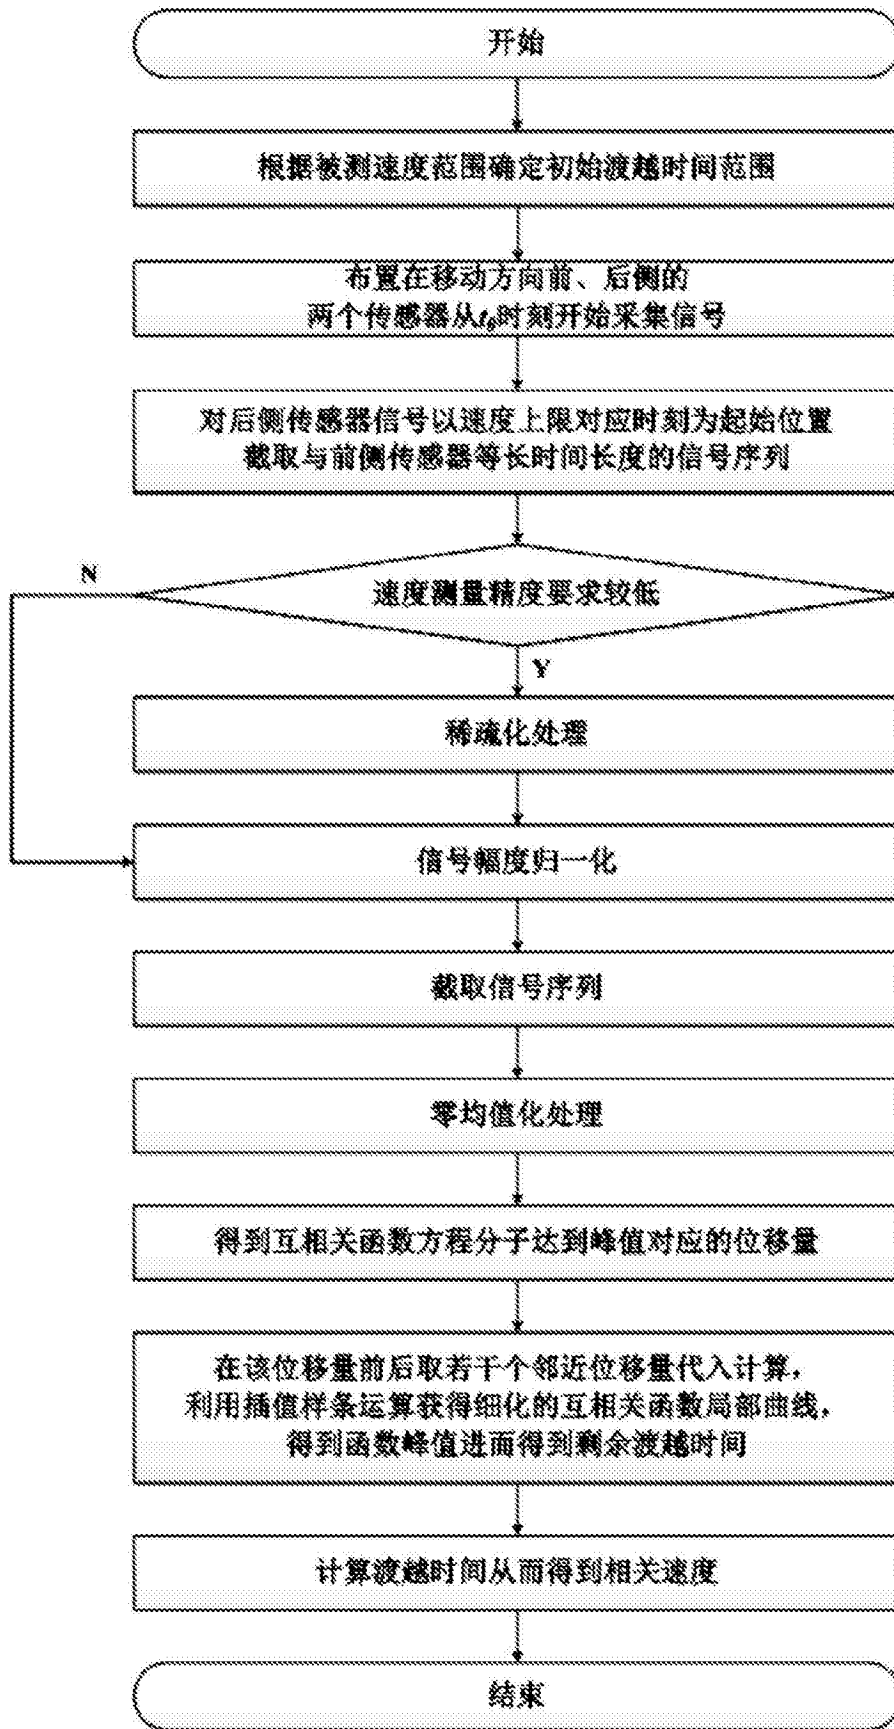 开始
根据被测速度范围确定初始渡越时间范围
布置在移动方向前、后侧的
两个传感器从t₀时刻开始采集信号
对后侧传感器信号以速度上限对应时刻为起始位置
截取与前侧传感器等长时间长度的信号序列
N
速度测量精度要求较低
Y
稀疏化处理
信号幅度归一化
截取信号序列
零均值化处理
得到互相关函数方程分子达到峰值对应的位移量
在该位移量前后取若干个邻近位移量代入计算，
利用插值样条运算获得细化的互相关函数局部曲线，
得到函数峰值进而得到剩余渡越时间
计算渡越时间从而得到相关速度
结束